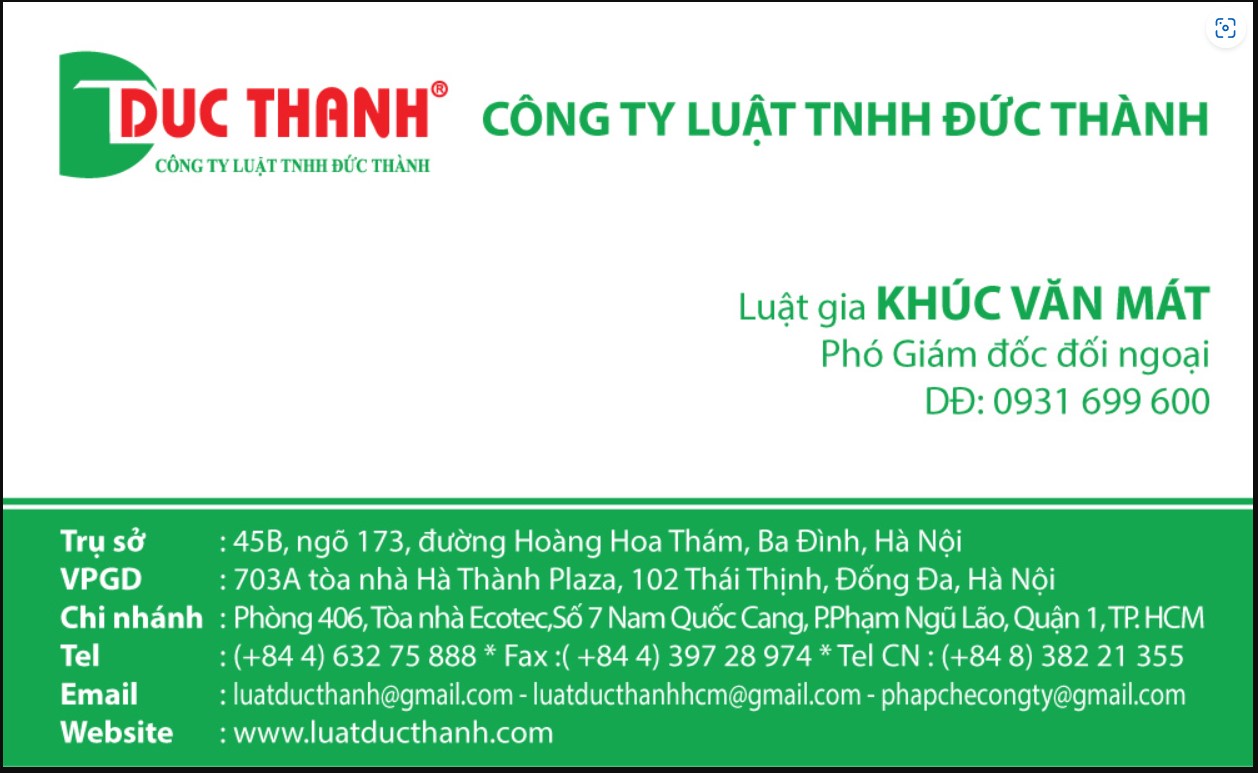 DUC THANH®
CÔNG TY LUẬT TNHH ĐỨC THÀNH
CÔNG TY LUẬT TNHH ĐỨC THÀNH
Luật gia KHÚC VĂN MÁT
Phó Giám đốc đối ngoại
DĐ: 0931 699 600
Trụ sở : 45B, ngõ 173, đường Hoàng Hoa Thám, Ba Đình, Hà Nội
VPGD : 703A tòa nhà Hà Thành Plaza, 102 Thái Thịnh, Đống Đa, Hà Nội
Chi nhánh : Phòng 406, Tòa nhà Ecotec,Số 7 Nam Quốc Cang, P.Phạm Ngũ Lão, Quận 1, TP. HCM
Tel : (+84 4) 632 75 888 * Fax :( +84 4) 397 28 974 * Tel CN : (+84 8) 382 21 355
Email : luatducthanh@gmail.com - luatducthanhhcm@gmail.com - phapchecongty@gmail.com
Website : www.luatducthanh.com